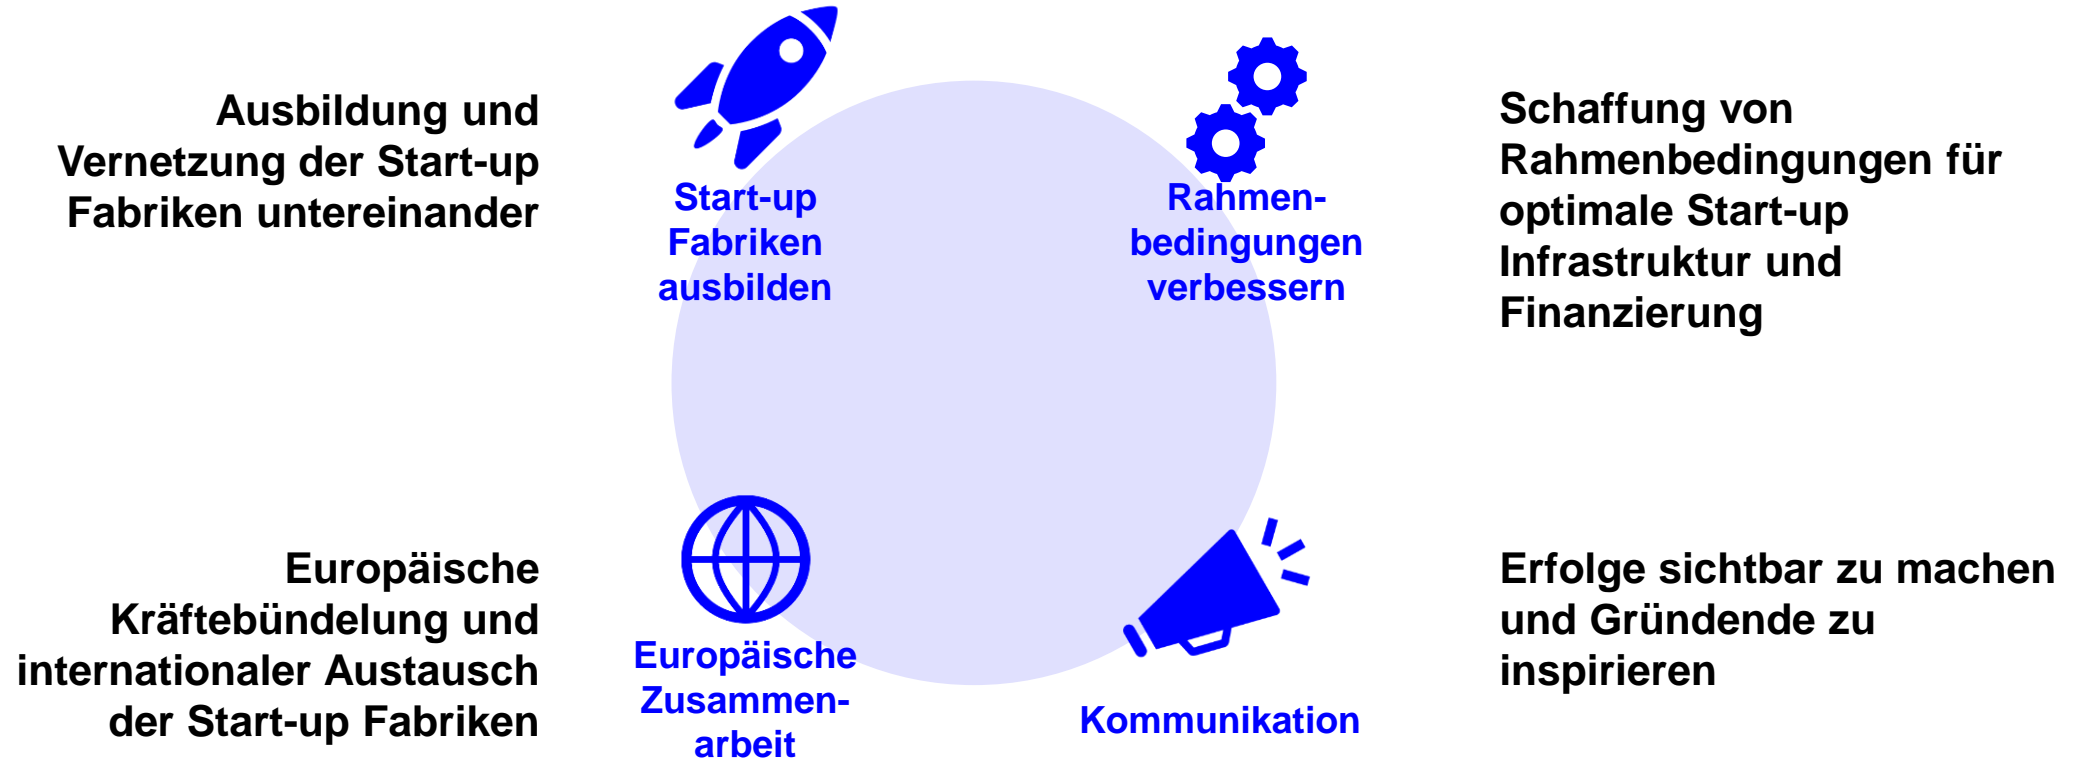 Ausbildung und
Vernetzung der Start-up
Fabriken untereinander
Start-up
Fabriken
ausbilden
Rahmen-
bedingungen
verbessern
Schaffung von
Rahmenbedingungen für
optimale Start-up
Infrastruktur und
Finanzierung
Europäische
Kräftebündelung und
internationaler Austausch
der Start-up Fabriken
Europäische
Zusammen-
arbeit
Kommunikation
Erfolge sichtbar zu machen
und Gründende zu
inspirieren